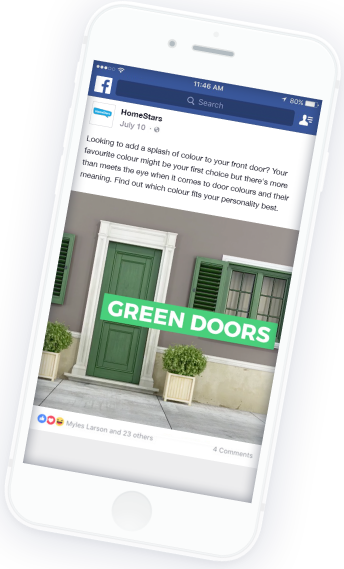 11:46 AM
80%
f
Search
HomeStars
July 10
Looking to add a splash of colour to your front door? Your
favourite colour might be your first choice but there's more
than meets the eye when it comes to door colours and their
meaning. Find out which colour fits your personality best.
GREEN DOORS
Myles Larson and 23 others
4 Comments